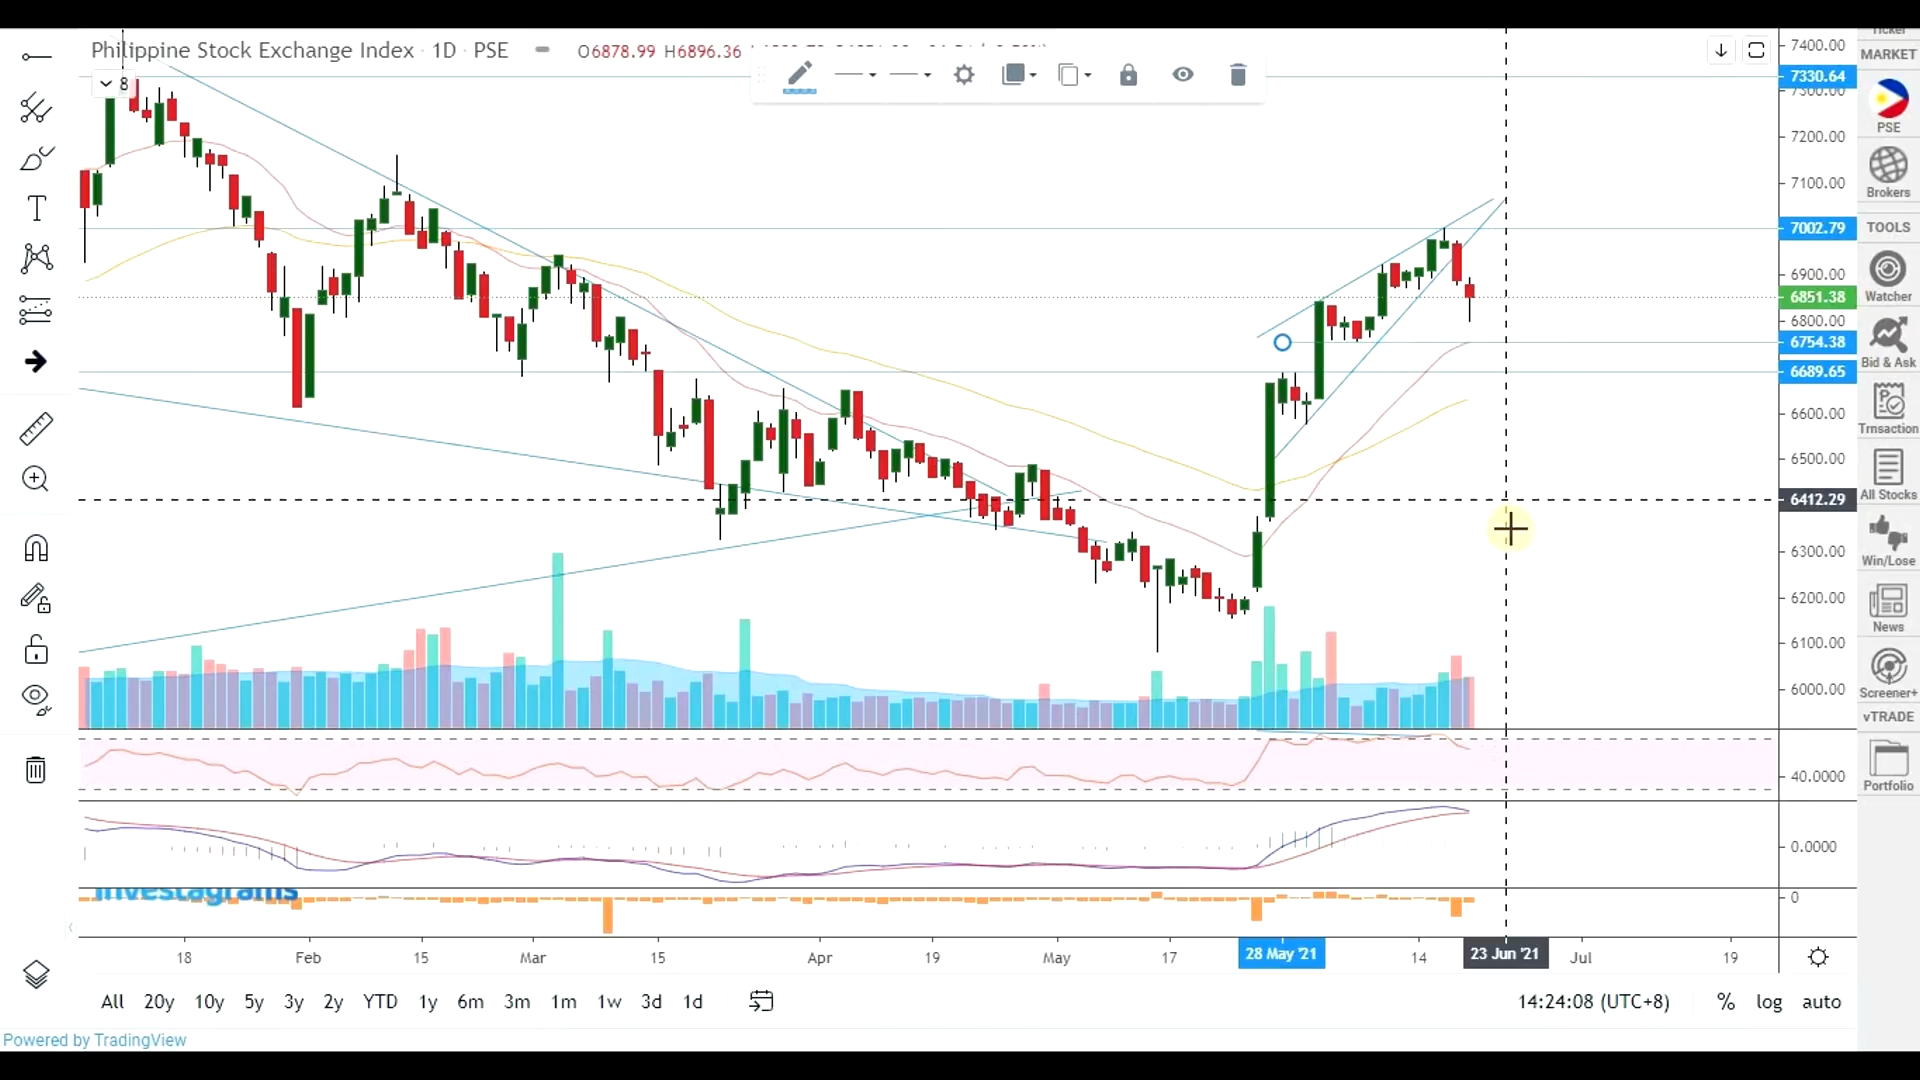 Ticker
Philippine Stock Exchange Index · 1D · PSE
O6878.99 H6896.36
8
7400.00
7330.64
7300.00
7200.00
7100.00
7002.79
6900.00
6851.38
6800.00
6754.38
6689.65
6600.00
6500.00
6412.29
6300.00
6200.00
6100.00
6000.00
40.0000
0.0000
0
Investagrams
18
Feb
15
Mar
15
Apr
19
May
17
28 May '21
14
23 Jun '21
Jul
19
All 20y 10y 5y 3y 2y YTD 1y 6m 3m 1m 1w 3d 1d
14:24:08 (UTC+8) % log auto
Powered by TradingView
MARKET
PSE
Brokers
TOOLS
Watcher
Bid & Ask
Trnsaction
All Stocks
Win/Lose
News
Screener+
vTRADE
Portfolio